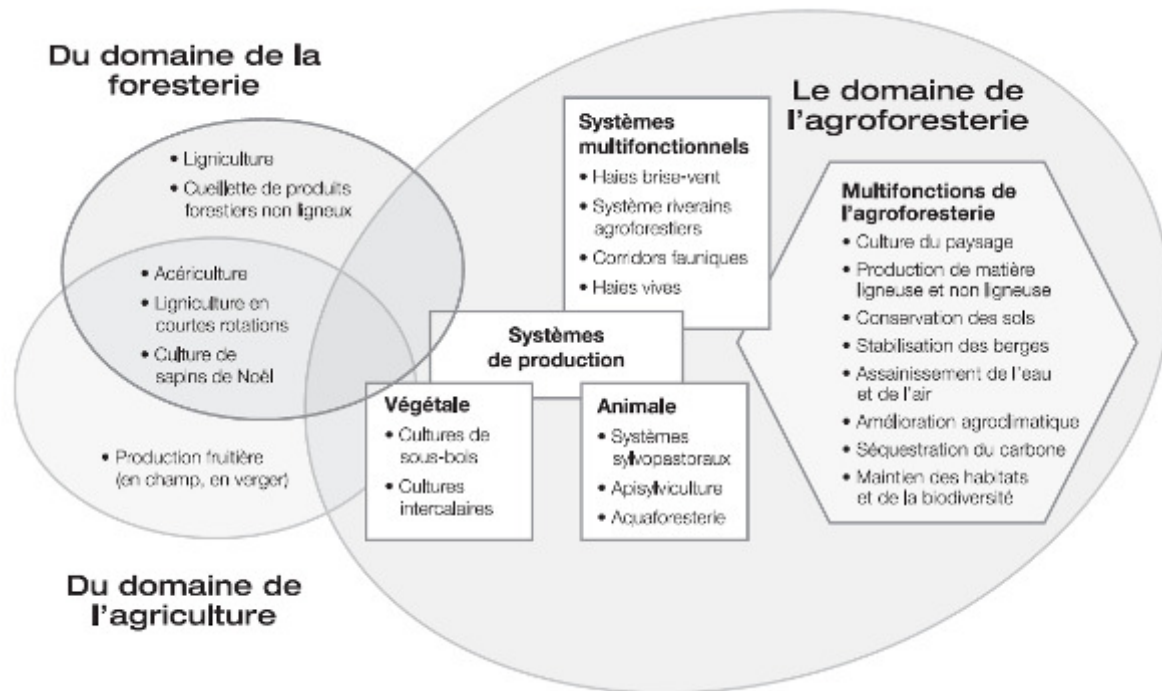 Du domaine de la
foresterie
• Ligniculture
• Cueillette de produits
forestiers non ligneux
• Acériculture
• Ligniculture en
courtes rotations
• Culture de
sapins de Noël
• Production fruitière
(en champ, en verger)
Du domaine de
l'agriculture
Le domaine de
l'agroforesterie
Systèmes
multifonctionnels
• Haies brise-vent
• Système riverains
agroforestiers
• Corridors fauniques
• Haies vives
Systèmes
de production
Végétale
• Cultures de
sous-bois
• Cultures
intercalaires
Animale
• Systèmes
sylvopastoraux
• Apisylviculture
• Aquaforesterie
Multifonctions de
l'agroforesterie
• Culture du paysage
• Production de matière
ligneuse et non ligneuse
• Conservation des sols
• Stabilisation des berges
• Assainissement de l'eau
et de l'air
• Amélioration agroclimatique
• Séquestration du carbone
• Maintien des habitats
et de la biodiversité